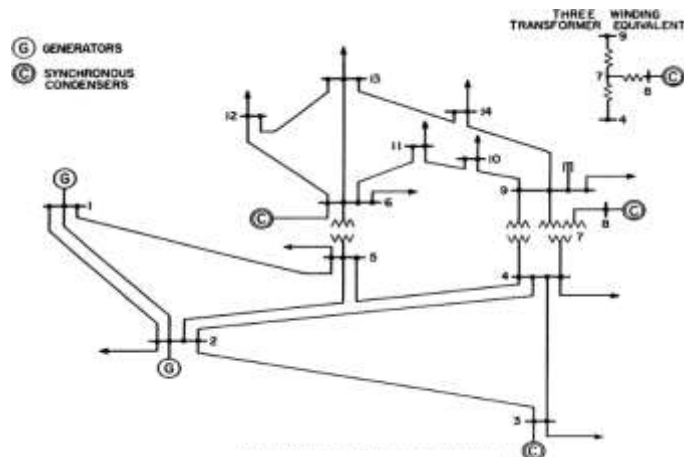 THREE WINDING
TRANSFORMER EQUIVALENT
9
7
8
C
4
G GENERATORS
C SYNCHRONOUS
CONDENSERS
13
14
12
11
10
9
6
C
G
1
8
C
7
5
4
2
G
3
C